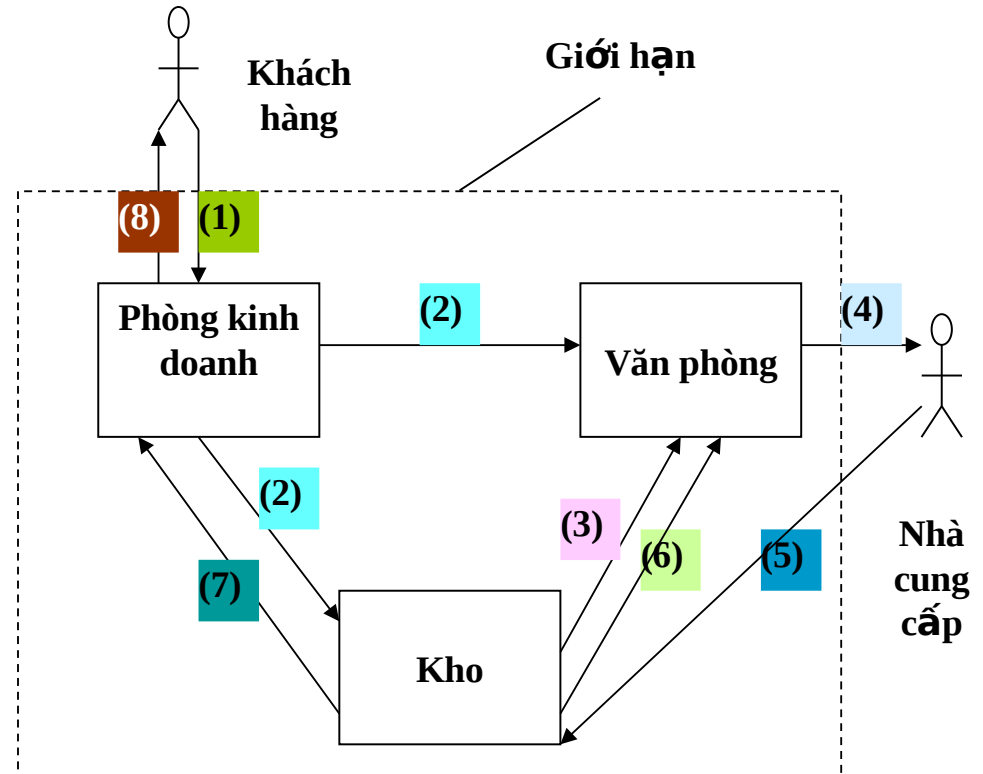 Khách
hàng
Giới hạn
(8)
(1)
Phòng kinh
doanh
(2)
Văn phòng
(4)
(2)
(7)
(3)
(6)
(5)
Nhà
cung
cấp
Kho